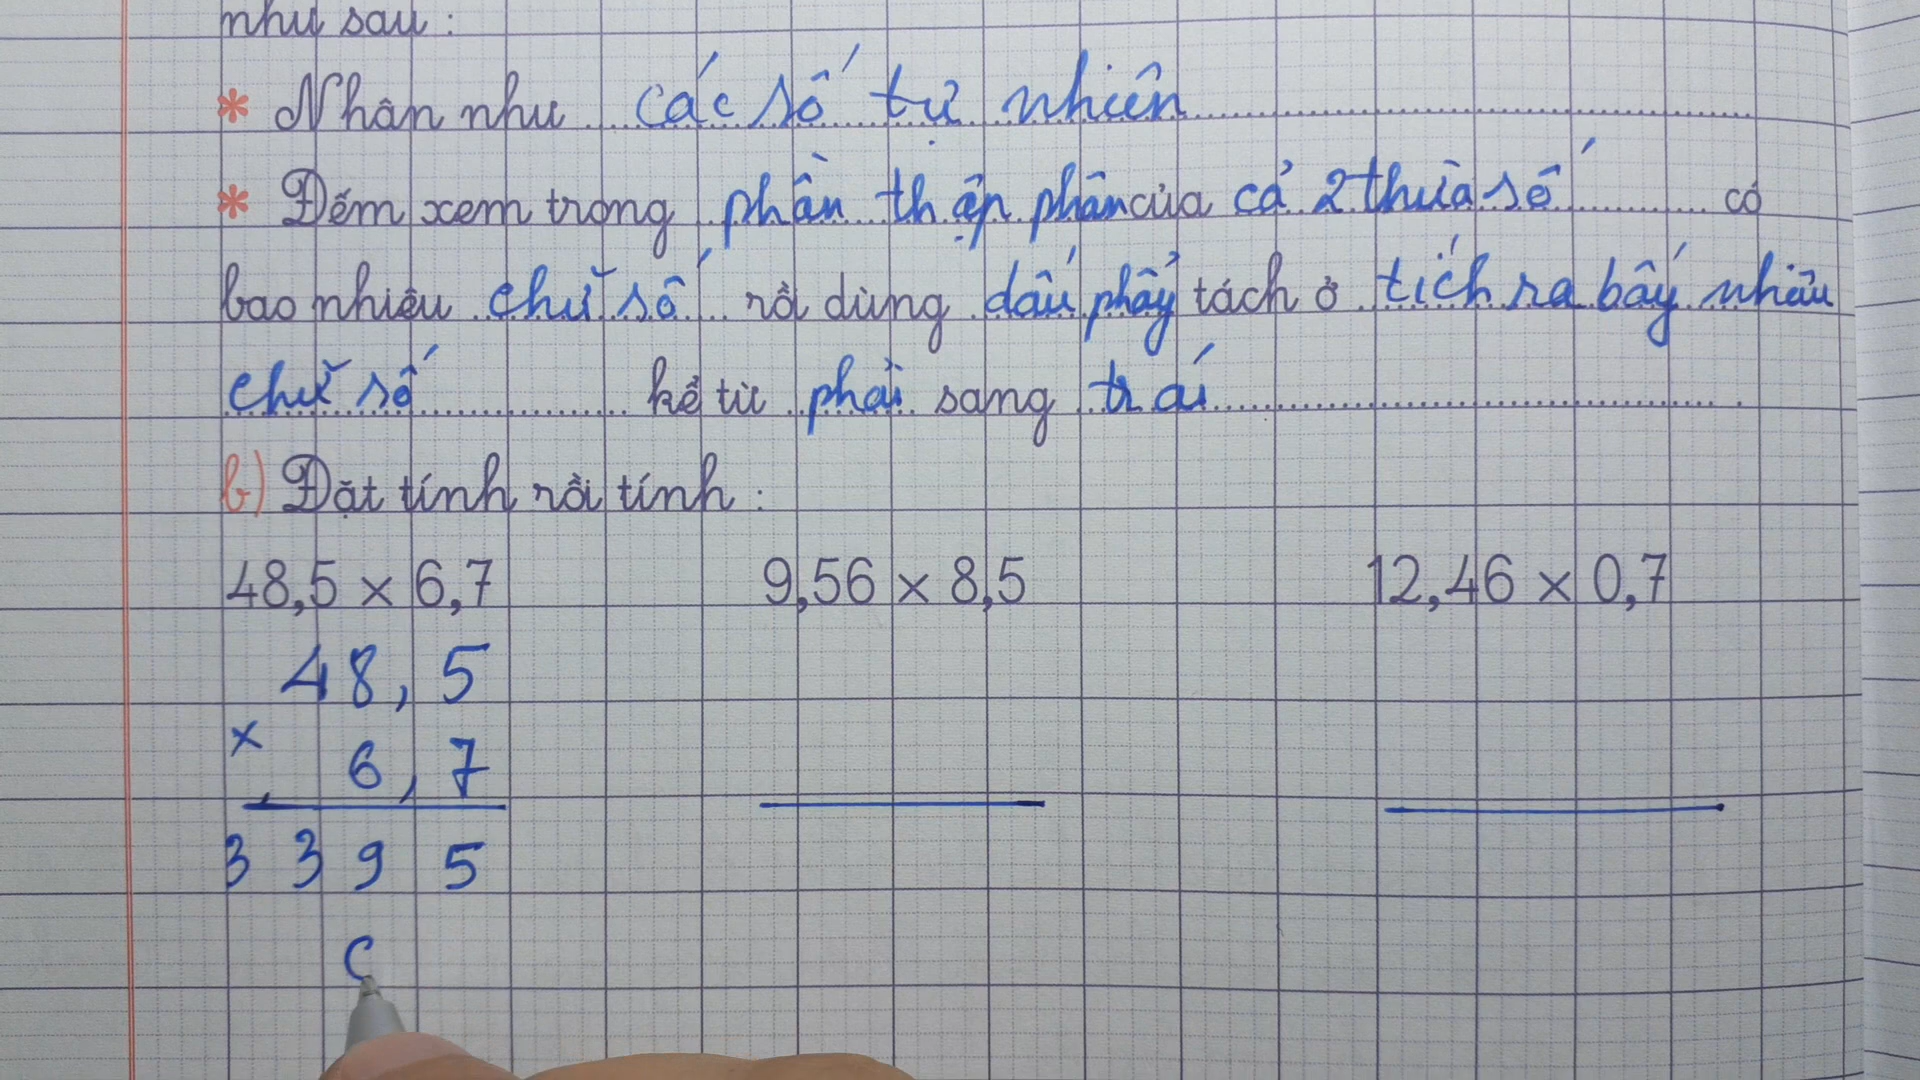 như sau :
* Nhân như các số tự nhiên
* Đếm xem trong phần thập phân của cả 2 thừa số có
bao nhiêu chữ số rồi dùng dấu phẩy tách ở tích ra bấy nhiêu
chữ số kể từ phải sang trái
b) Đặt tính rồi tính :
48,5 × 6,7 9,56 × 8,5 12,46 × 0,7
48,5
×
6,7
3395